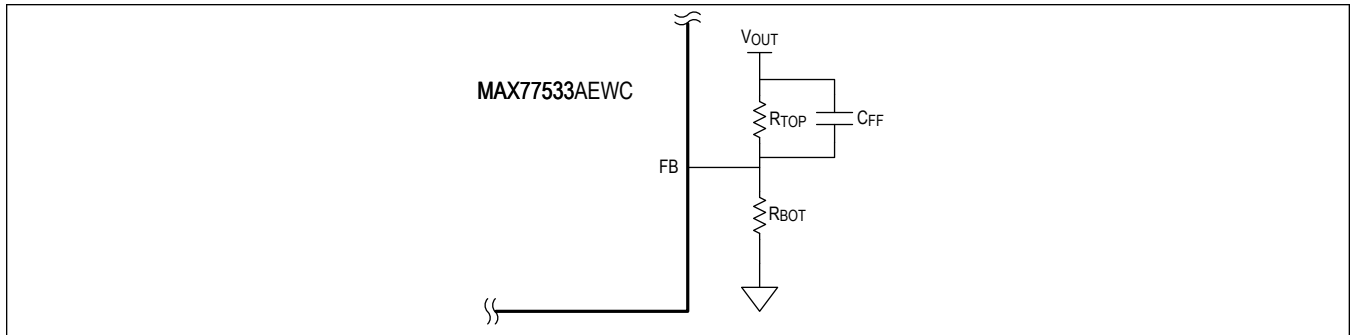 VOUT
MAX77533AEWC
RTOP
CFF
FB
RBOT